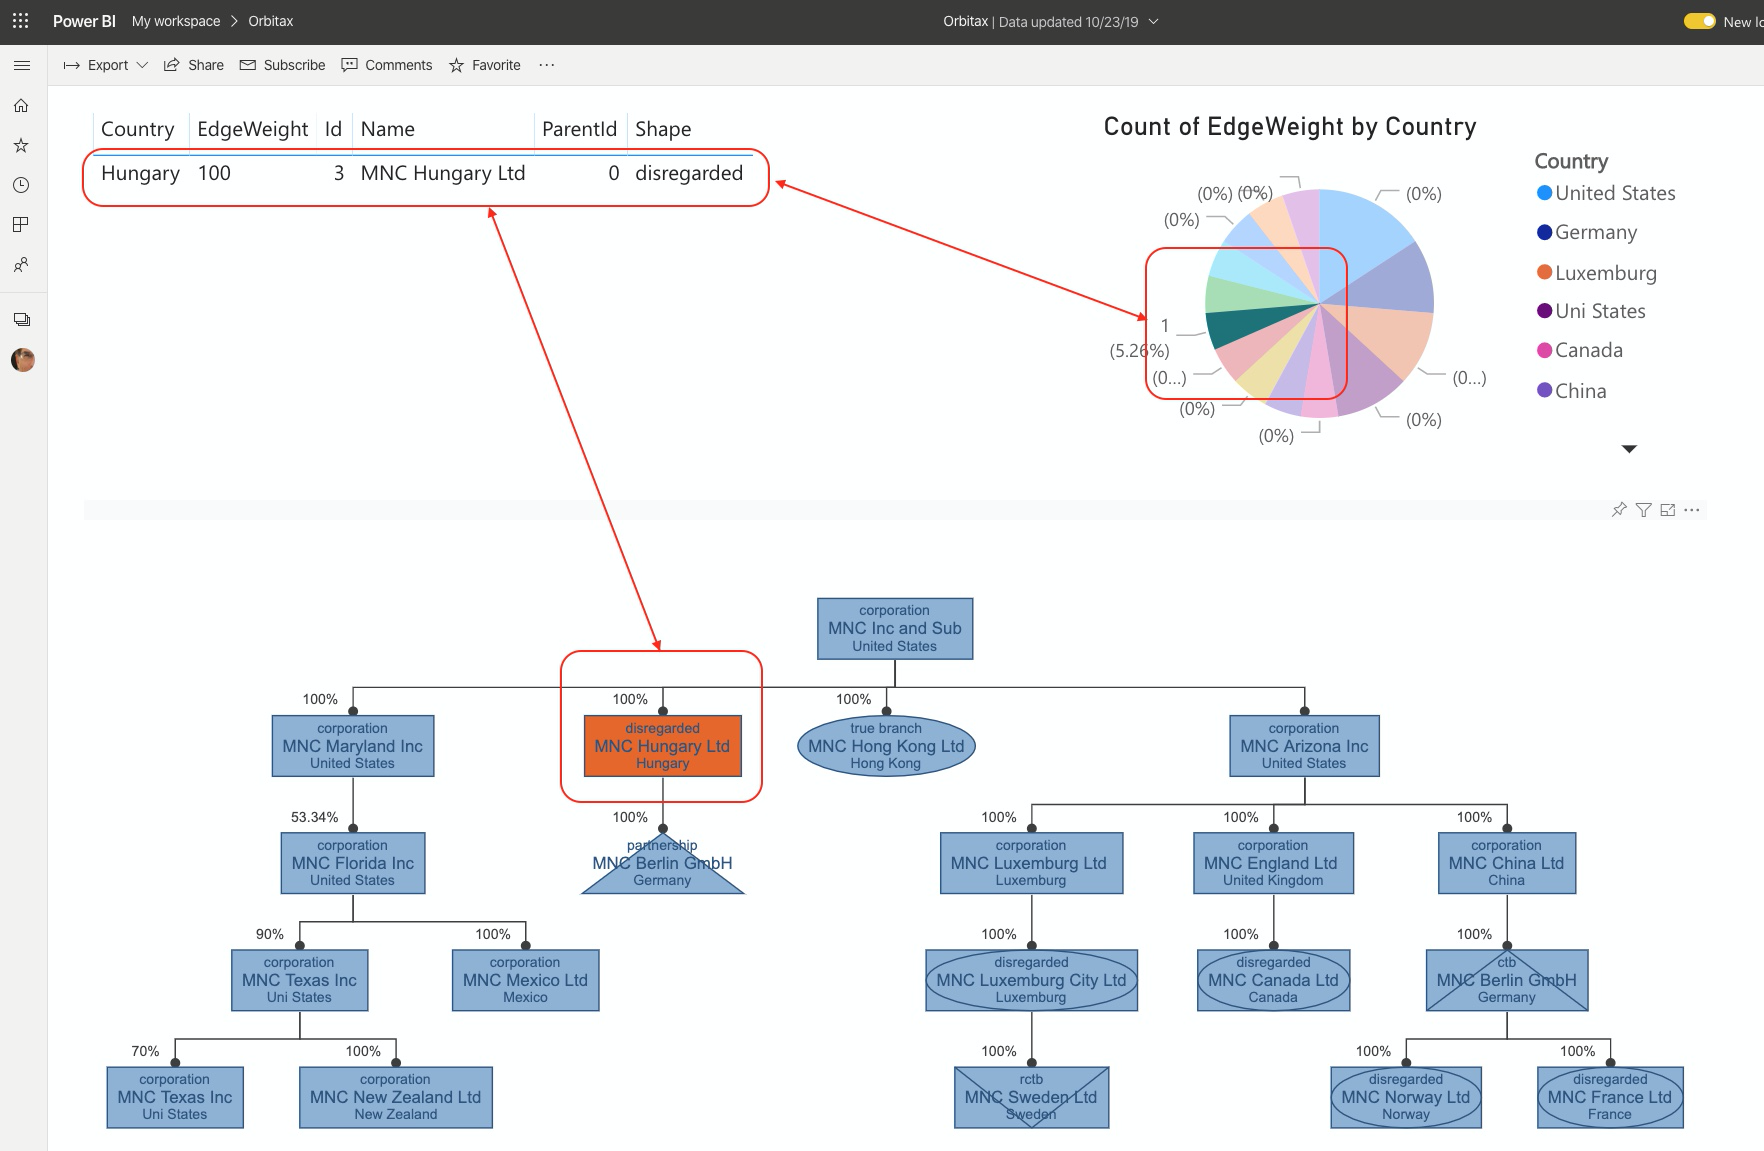 Power BI My workspace > Orbitax
Orbitax | Data updated 10/23/19
New lo
Export Share Subscribe Comments Favorite ...
Country EdgeWeight Id Name ParentId Shape
Hungary 100 3 MNC Hungary Ltd 0 disregarded
Count of EdgeWeight by Country
(0%) (0%)
(0%)
(0%)
1
(5.26%)
(0...)
(0%)
(0%)
(0%)
(0...)
Country
United States
Germany
Luxemburg
Uni States
Canada
China
corporation
MNC Inc and Sub
United States
100%
100%
100%
corporation
MNC Maryland Inc
United States
disregarded
MNC Hungary Ltd
Hungary
true branch
MNC Hong Kong Ltd
Hong Kong
corporation
MNC Arizona Inc
United States
53.34%
100%
100%
100%
100%
corporation
MNC Florida Inc
United States
partnership
MNC Berlin GmbH
Germany
corporation
MNC Luxemburg Ltd
Luxemburg
corporation
MNC England Ltd
United Kingdom
corporation
MNC China Ltd
China
90%
100%
100%
100%
100%
corporation
MNC Texas Inc
Uni States
corporation
MNC Mexico Ltd
Mexico
disregarded
MNC Luxemburg City Ltd
Luxemburg
disregarded
MNC Canada Ltd
Canada
ctb
MNC Berlin GmbH
Germany
70%
100%
100%
100%
100%
corporation
MNC Texas Inc
Uni States
corporation
MNC New Zealand Ltd
New Zealand
rctb
MNC Sweden Ltd
Sweden
disregarded
MNC Norway Ltd
Norway
disregarded
MNC France Ltd
France